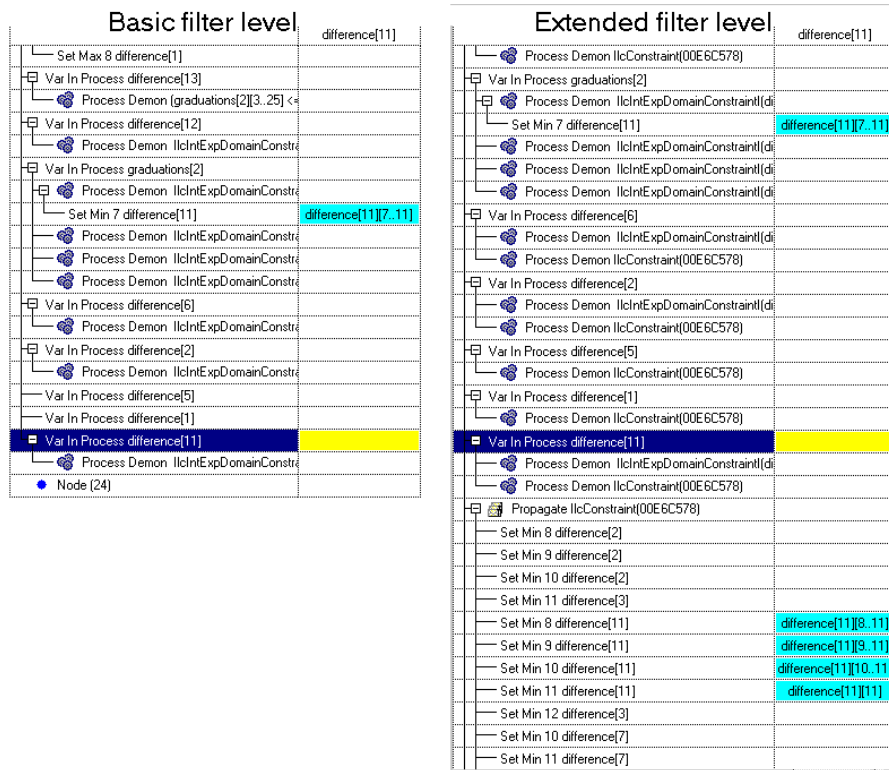 Basic filter level
difference[11]
Set Max 8 difference[1]
Var In Process difference[13]
Process Demon (graduations[2][3..25] <=
Var In Process difference[12]
Process Demon IlcIntExpDomainConstra
Var In Process graduations[2]
Process Demon IlcIntExpDomainConstra
Set Min 7 difference[11] difference[11][7..11]
Process Demon IlcIntExpDomainConstra
Process Demon IlcIntExpDomainConstra
Process Demon IlcIntExpDomainConstra
Var In Process difference[6]
Process Demon IlcIntExpDomainConstra
Var In Process difference[2]
Process Demon IlcIntExpDomainConstra
Var In Process difference[5]
Var In Process difference[1]
Var In Process difference[11]
Process Demon IlcIntExpDomainConstra
Node (24)
Extended filter level
difference[11]
Process Demon IlcConstraint(00E6C578)
Var In Process graduations[2]
Process Demon IlcIntExpDomainConstraintI(di
Set Min 7 difference[11] difference[11][7..11]
Process Demon IlcIntExpDomainConstraintI(di
Process Demon IlcIntExpDomainConstraintI(di
Process Demon IlcIntExpDomainConstraintI(di
Var In Process difference[6]
Process Demon IlcIntExpDomainConstraintI(di
Process Demon IlcConstraint(00E6C578)
Var In Process difference[2]
Process Demon IlcIntExpDomainConstraintI(di
Process Demon IlcConstraint(00E6C578)
Var In Process difference[5]
Process Demon IlcConstraint(00E6C578)
Var In Process difference[1]
Process Demon IlcConstraint(00E6C578)
Var In Process difference[11]
Process Demon IlcIntExpDomainConstraintI(di
Process Demon IlcConstraint(00E6C578)
Propagate IlcConstraint(00E6C578)
Set Min 8 difference[2]
Set Min 9 difference[2]
Set Min 10 difference[2]
Set Min 11 difference[3]
Set Min 8 difference[11] difference[11][8..11]
Set Min 9 difference[11] difference[11][9..11]
Set Min 10 difference[11] difference[11][10..11
Set Min 11 difference[11] difference[11][11]
Set Min 12 difference[3]
Set Min 10 difference[7]
Set Min 11 difference[7]